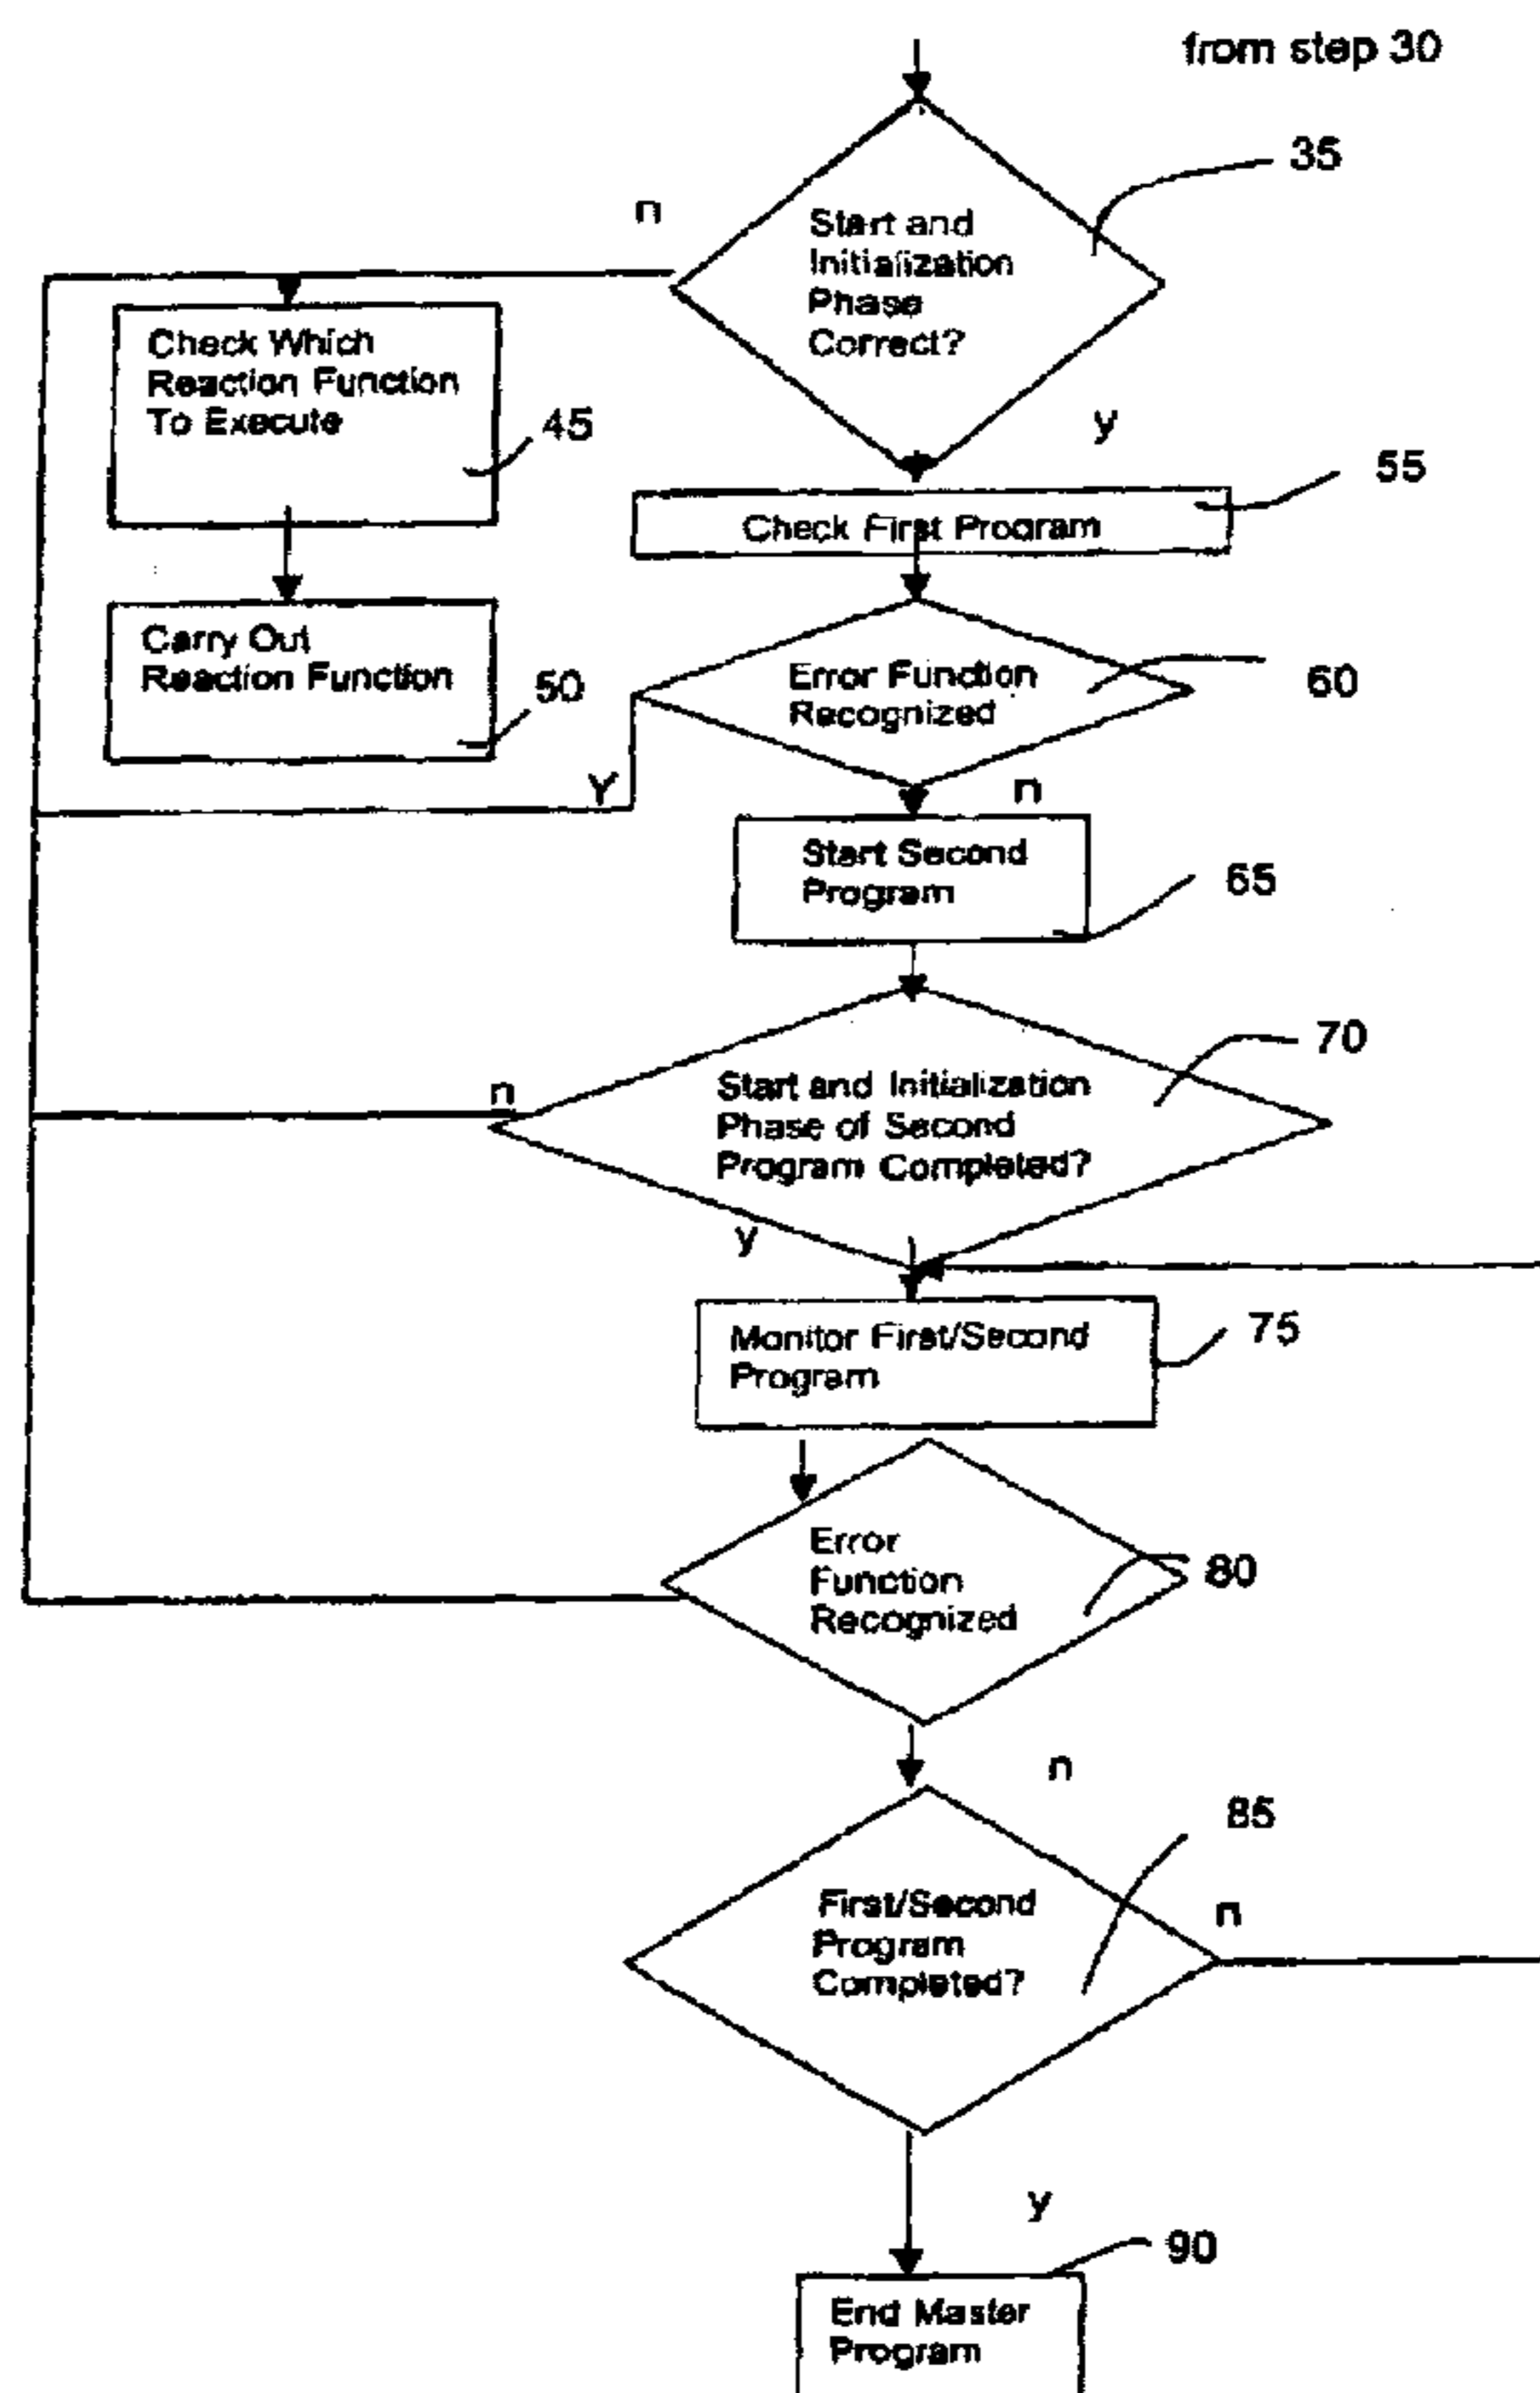 from step 30
35
n
Start and
Initialization
Phase
Correct?
Check Which
Reaction Function
To Execute
45
y
55
Check First Program
Carry Out
Reaction Function
50
Error Function
Recognized
60
Y
n
Start Second
Program
65
70
n
Start and Initialization
Phase of Second
Program Completed?
y
Monitor First/Second
Program
75
Error
Function
Recognized
80
n
85
First/Second
Program
Completed?
n
y
90
End Master
Program